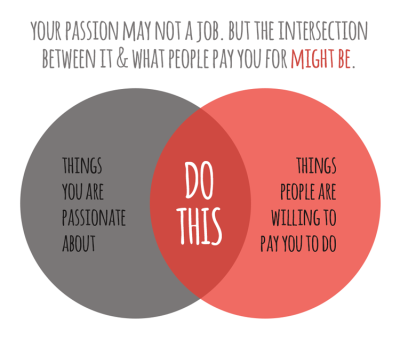 YOUR PASSION MAY NOT A JOB. BUT THE INTERSECTION
BETWEEN IT & WHAT PEOPLE PAY YOU FOR MIGHT BE.
THINGS
YOU ARE
PASSIONATE
ABOUT
DO
THIS
THINGS
PEOPLE ARE
WILLING TO
PAY YOU TO DO